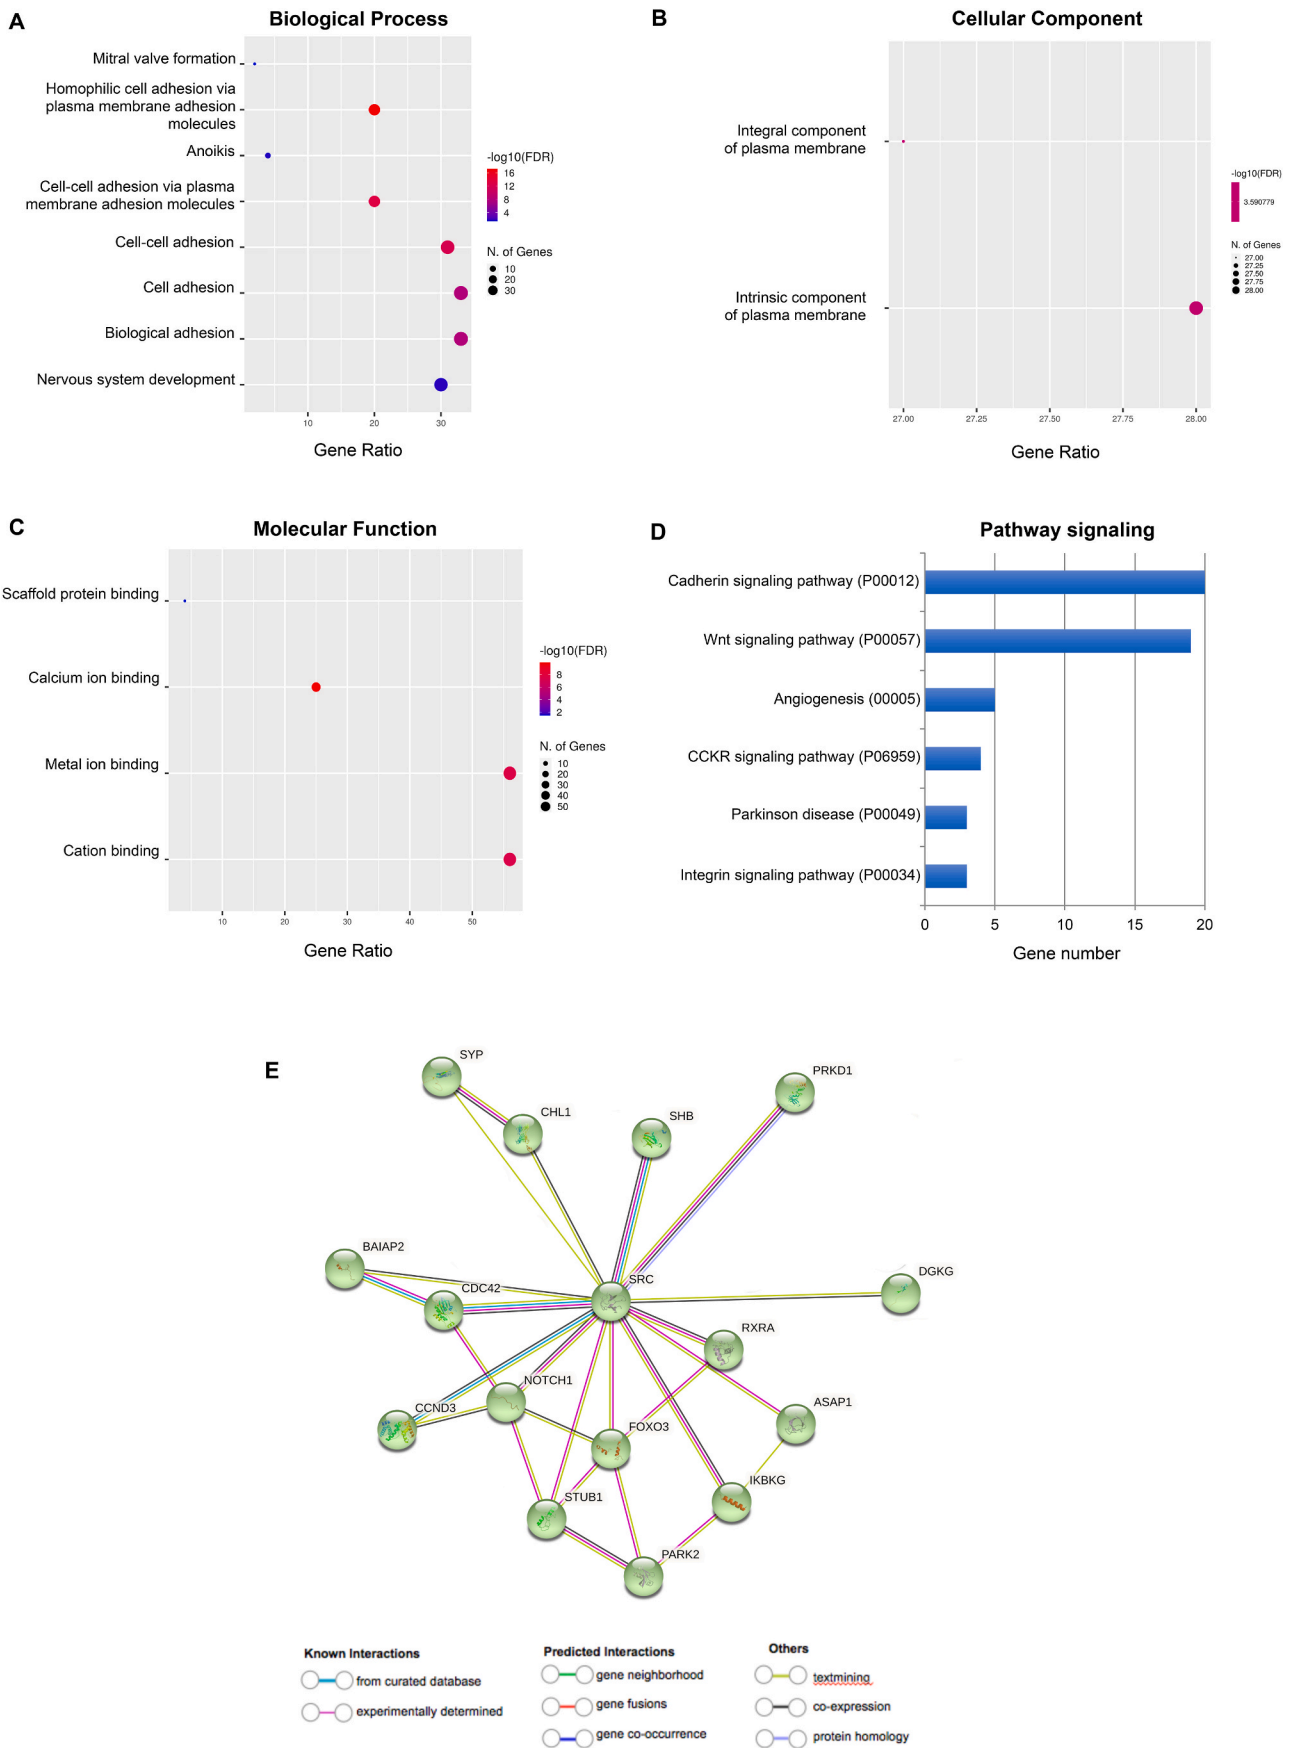 A
Biological Process
Mitral valve formation
Homophilic cell adhesion via
plasma membrane adhesion
molecules
Anoikis
Cell-cell adhesion via plasma
membrane adhesion molecules
Cell-cell adhesion
Cell adhesion
Biological adhesion
Nervous system development
10
20
30
Gene Ratio
-log10(FDR)
16
12
8
4
N. of Genes
10
20
30
B
Cellular Component
Integral component
of plasma membrane
Intrinsic component
of plasma membrane
27.00
27.25
27.50
27.75
28.00
Gene Ratio
-log10(FDR)
3.590779
N. of Genes
27.00
27.25
27.50
27.75
28.00
C
Molecular Function
Scaffold protein binding
Calcium ion binding
Metal ion binding
Cation binding
10
20
30
40
50
Gene Ratio
-log10(FDR)
8
6
4
2
N. of Genes
10
20
30
40
50
D
Pathway signaling
Cadherin signaling pathway (P00012)
Wnt signaling pathway (P00057)
Angiogenesis (00005)
CCKR signaling pathway (P06959)
Parkinson disease (P00049)
Integrin signaling pathway (P00034)
0
5
10
15
20
Gene number
E
SYP
PRKD1
CHL1
SHB
BAIAP2
CDC42
SRC
DGKG
RXRA
NOTCH1
CCND3
ASAP1
FOXO3
IKBKG
STUB1
PARK2
Known Interactions
from curated database
experimentally determined
Predicted Interactions
gene neighborhood
gene fusions
gene co-occurrence
Others
textmining
co-expression
protein homology